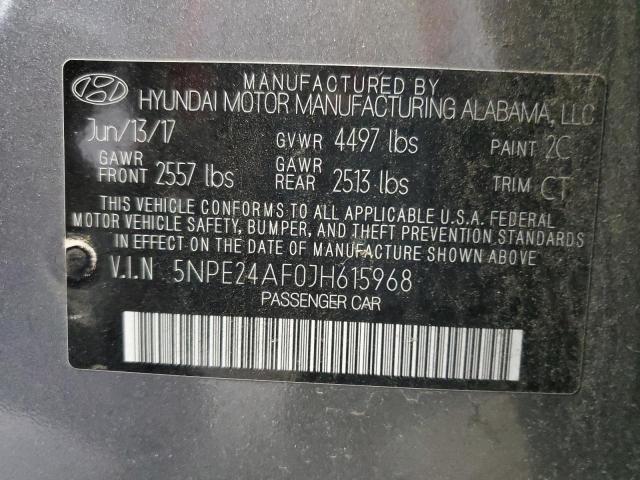 MANUFACTURED BY
HYUNDAI MOTOR MANUFACTURING ALABAMA, LLC
Jun/13/17 GVWR 4497 lbs PAINT 2C
GAWR FRONT 2557 lbs GAWR REAR 2513 lbs TRIM CT
THIS VEHICLE CONFORMS TO ALL APPLICABLE U.S.A. FEDERAL
MOTOR VEHICLE SAFETY, BUMPER, AND THEFT PREVENTION STANDARDS
IN EFFECT ON THE DATE OF MANUFACTURE SHOWN ABOVE.
V.I.N 5NPE24AF0JH615968
PASSENGER CAR